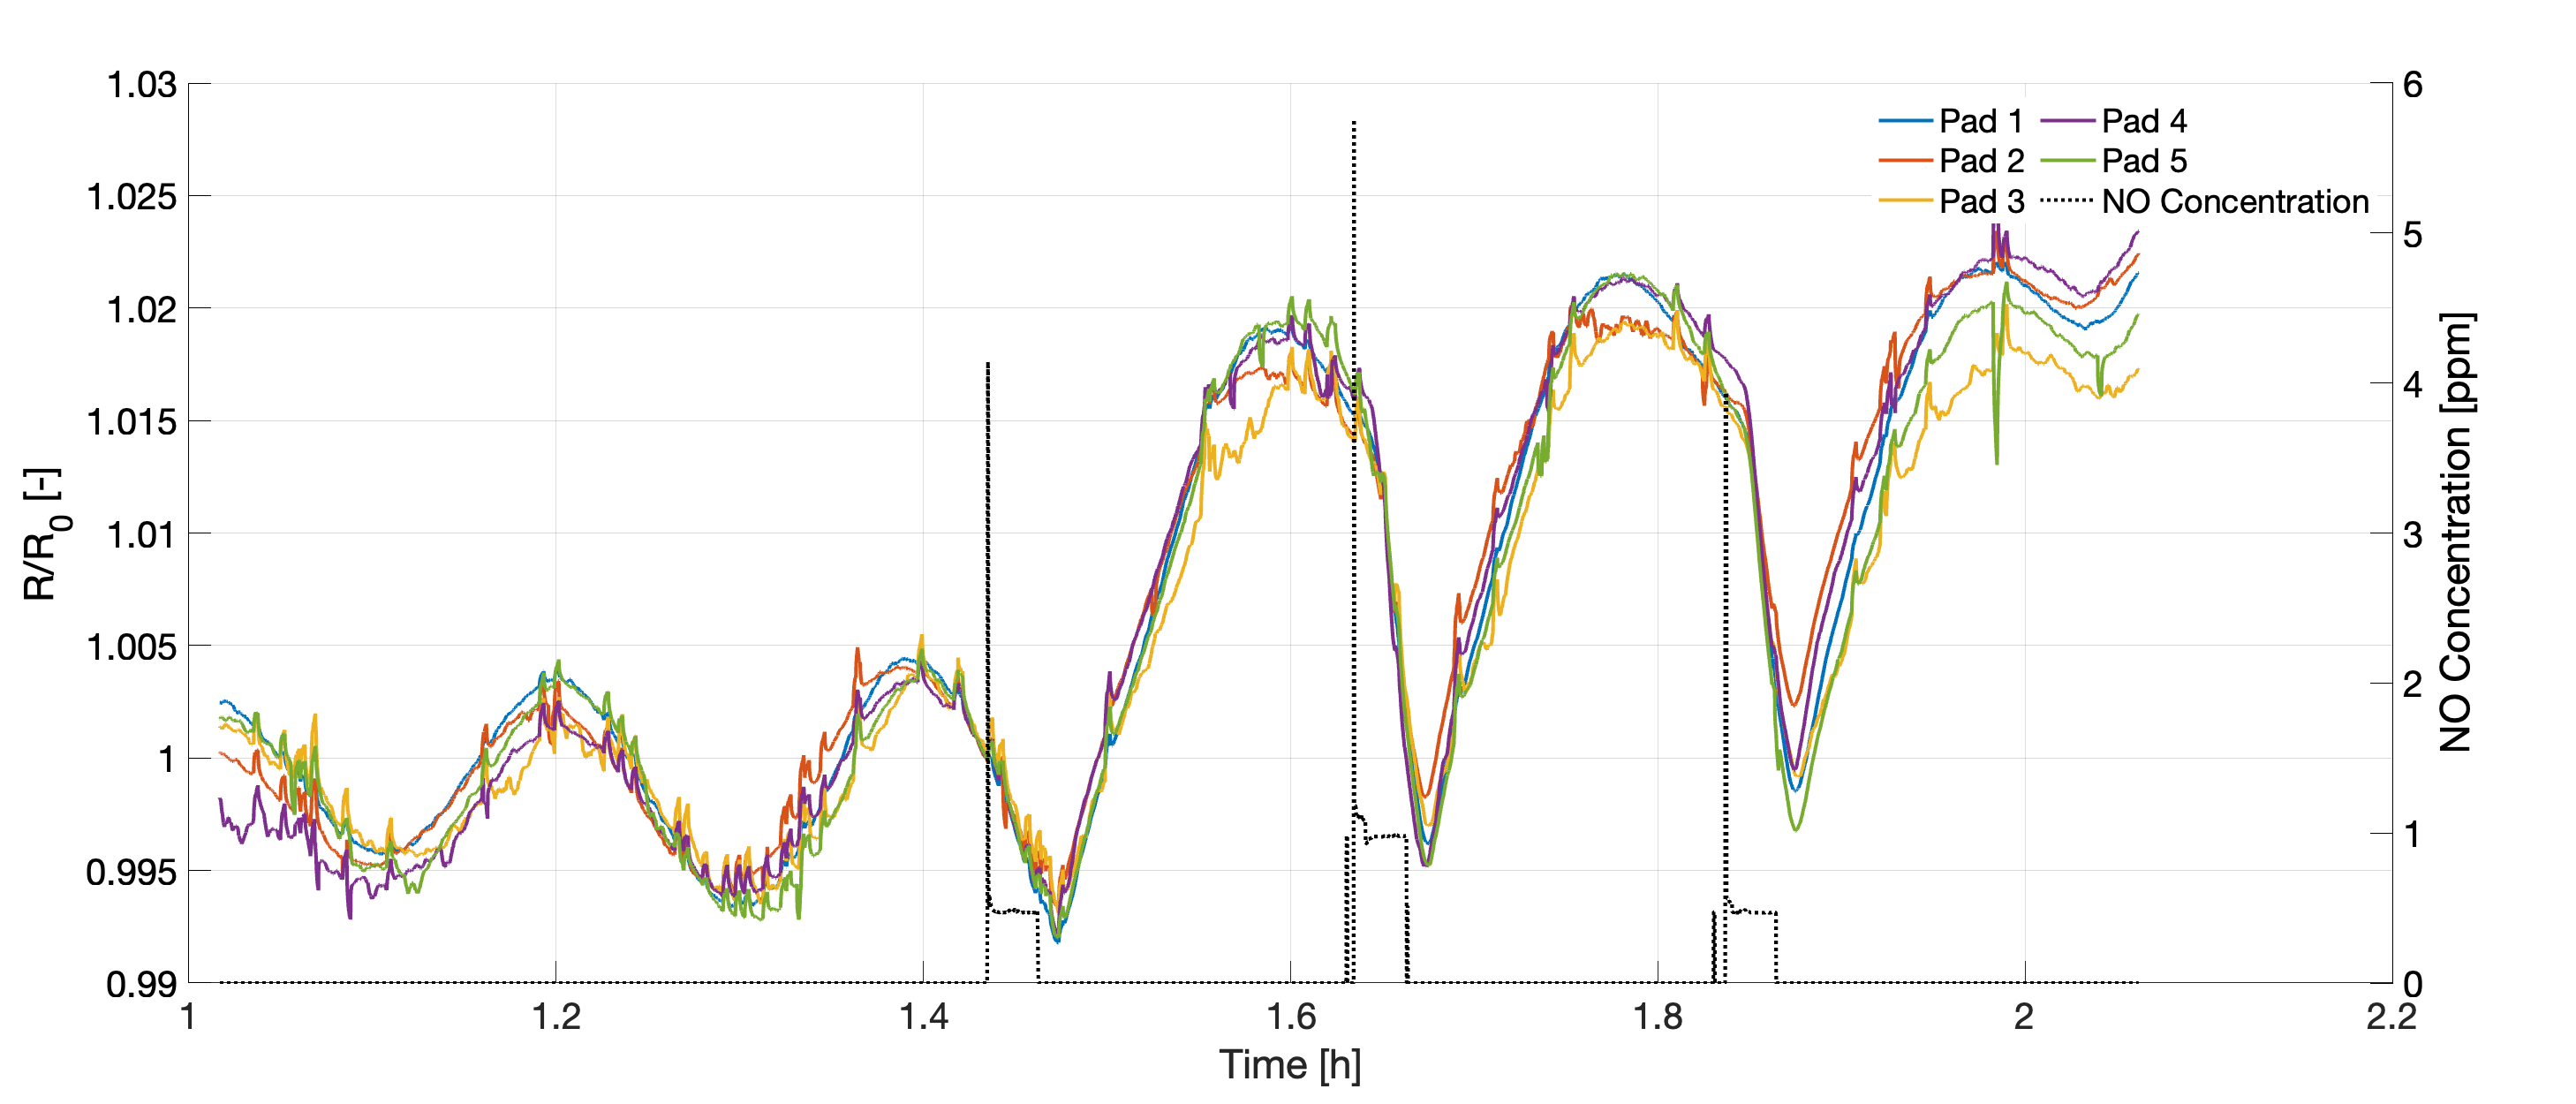 1.03
1.025
1.02
1.015
1.01
1.005
1
0.995
0.99
R/R0 [-]
6
5
4
3
2
1
0
NO Concentration [ppm]
Pad 1 Pad 4
Pad 2 Pad 5
Pad 3 NO Concentration
1 1.2 1.4 1.6 1.8 2 2.2
Time [h]